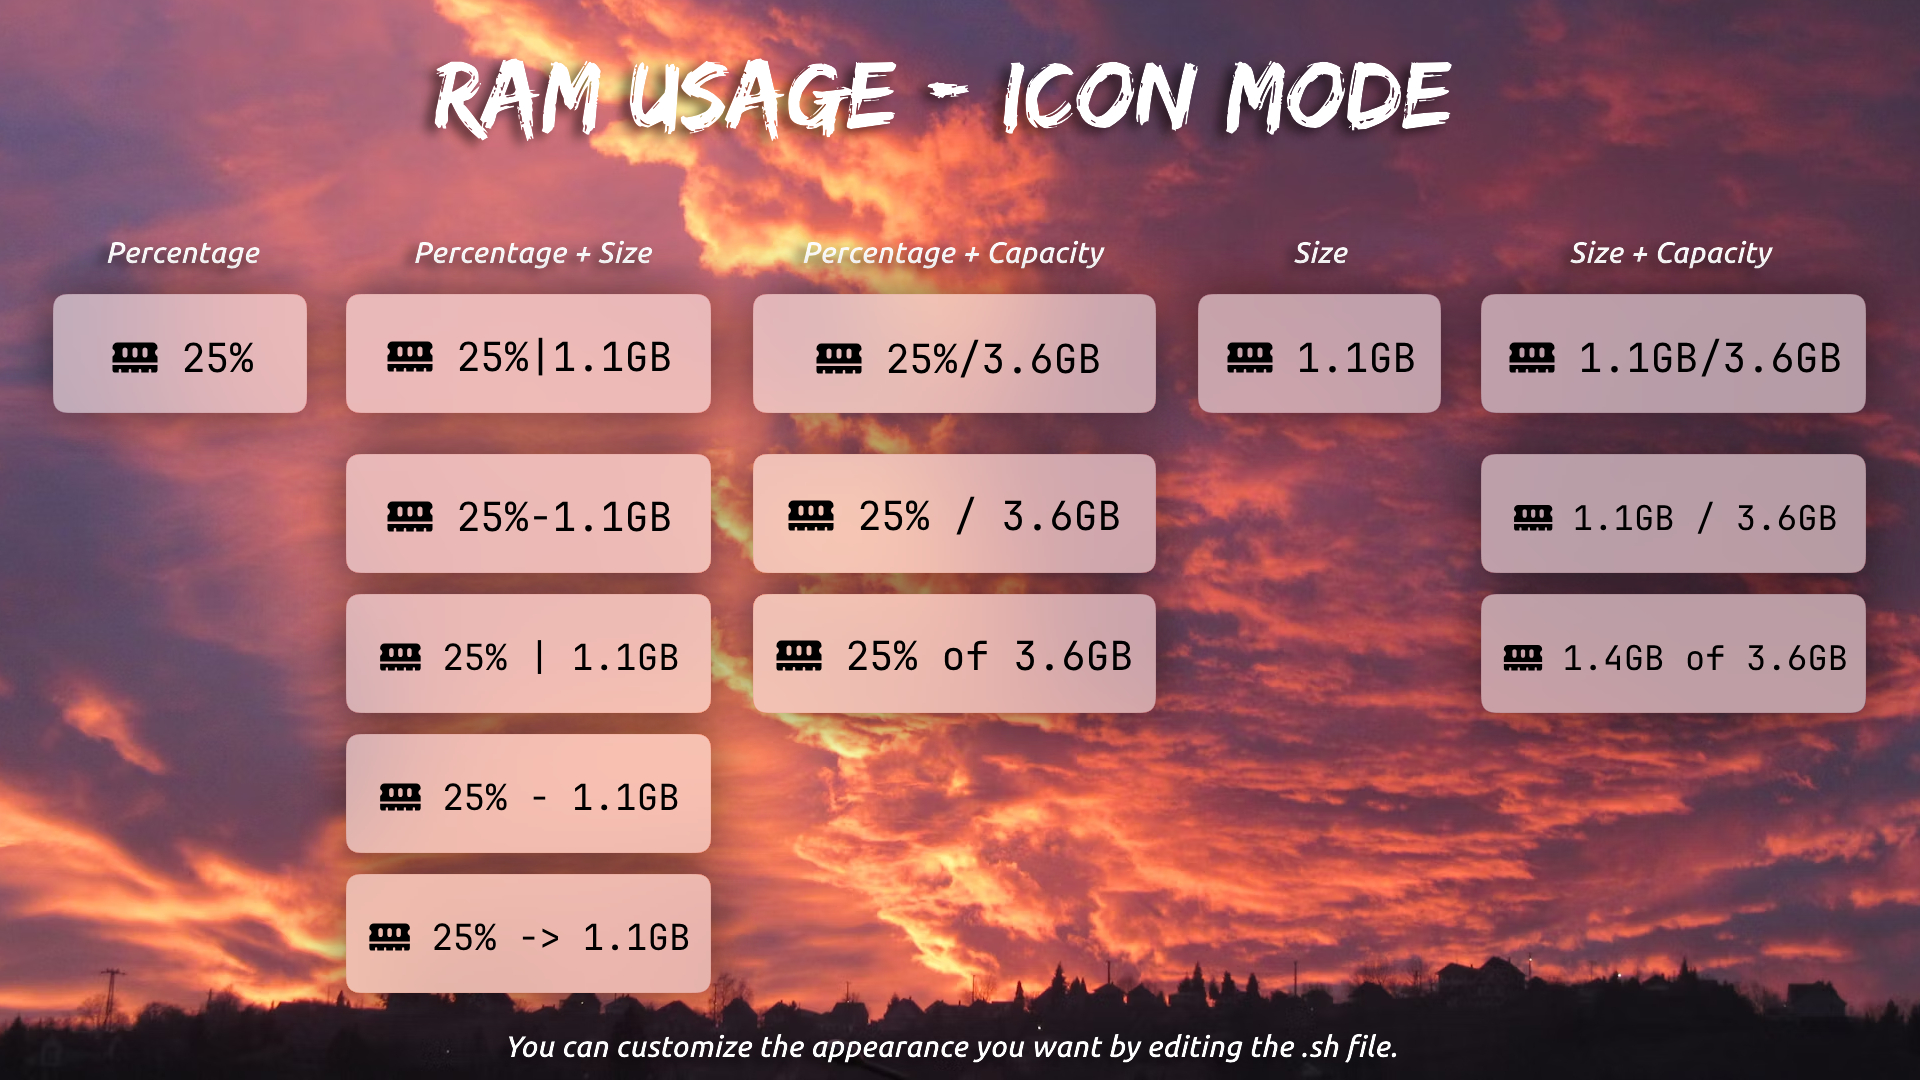 RAM USAGE - ICON MODE
Percentage
Percentage + Size
Percentage + Capacity
Size
Size + Capacity
25%
25%|1.1GB
25%/3.6GB
1.1GB
1.1GB/3.6GB
25%-1.1GB
25% / 3.6GB
1.1GB / 3.6GB
25% | 1.1GB
25% of 3.6GB
1.4GB of 3.6GB
25% - 1.1GB
25% -> 1.1GB
You can customize the appearance you want by editing the .sh file.